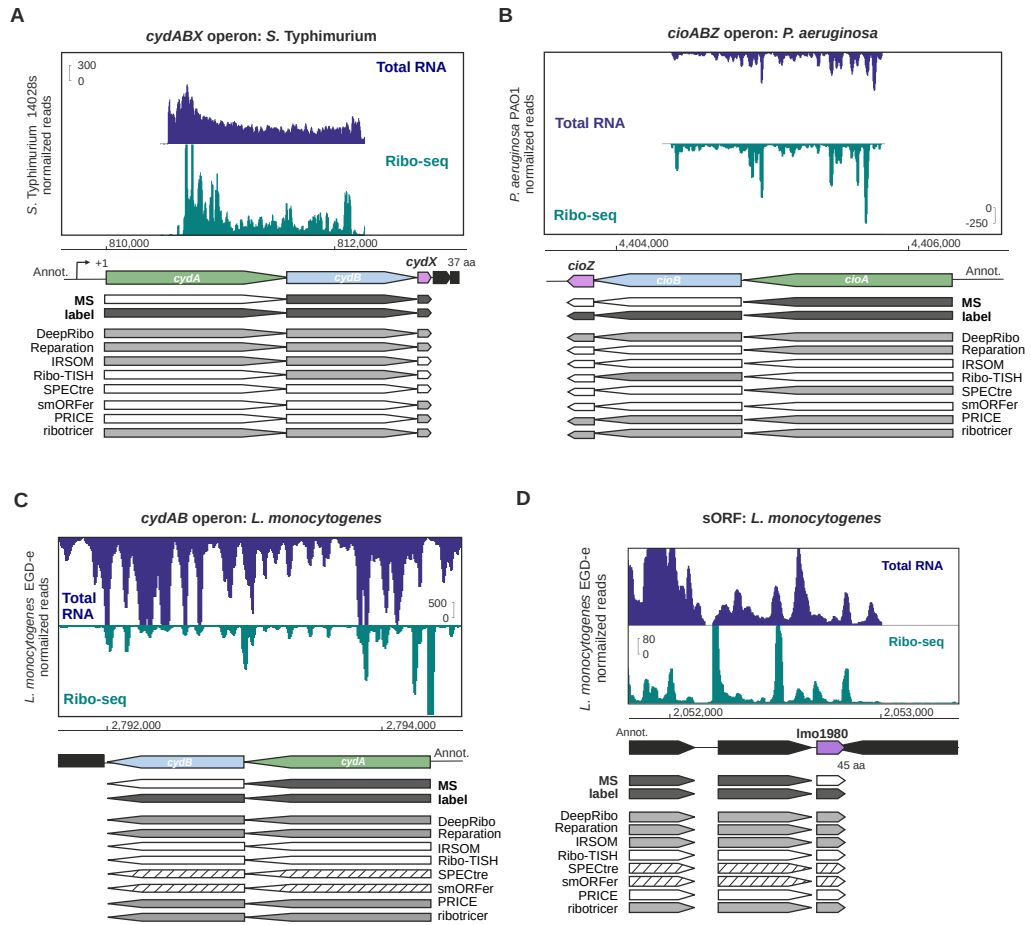 A
cydABX operon: S. Typhimurium
S. Typhimurium 14028s
normalized reads
300
0
Total RNA
Ribo-seq
810,000
812,000
Annot.
+1
cydA
cydB
cydX
37 aa
MS
label
DeepRibo
Reparation
IRSOM
Ribo-TISH
SPECtre
smORFer
PRICE
ribotricer
B
cioABZ operon: P. aeruginosa
P. aeruginosa PAO1
normalized reads
Total RNA
Ribo-seq
0
-250
4,404,000
4,406,000
cioZ
cioB
cioA
Annot.
MS
label
DeepRibo
Reparation
IRSOM
Ribo-TISH
SPECtre
smORFer
PRICE
ribotricer
C
cydAB operon: L. monocytogenes
L. monocytogenes EGD-e
normailzed reads
Total
RNA
500
0
Ribo-seq
2,792,000
2,794,000
cydB
cydA
Annot.
MS
label
DeepRibo
Reparation
IRSOM
Ribo-TISH
SPECtre
smORFer
PRICE
ribotricer
D
sORF: L. monocytogenes
L. monocytogenes EGD-e
normailzed reads
Total RNA
80
0
Ribo-seq
2,052,000
2,053,000
Annot.
lmo1980
45 aa
MS
label
DeepRibo
Reparation
IRSOM
Ribo-TISH
SPECtre
smORFer
PRICE
ribotricer